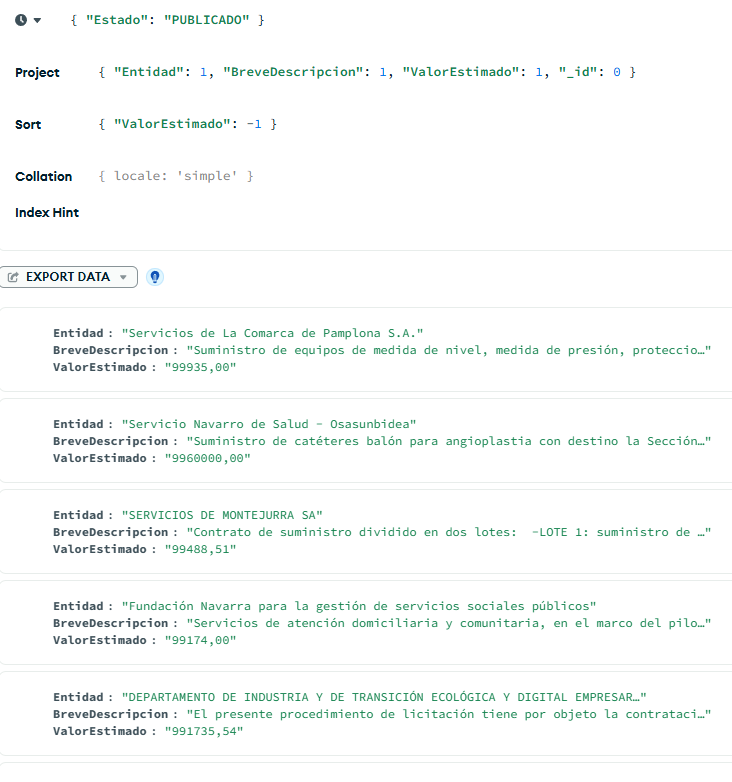 { "Estado": "PUBLICADO" }
Project { "Entidad": 1, "BreveDescripcion": 1, "ValorEstimado": 1, "_id": 0 }
Sort { "ValorEstimado": -1 }
Collation { locale: 'simple' }
Index Hint
EXPORT DATA
Entidad : "Servicios de La Comarca de Pamplona S.A."
BreveDescripcion : "Suministro de equipos de medida de nivel, medida de presión, proteccio…"
ValorEstimado : "99935,00"
Entidad : "Servicio Navarro de Salud - Osasunbidea"
BreveDescripcion : "Suministro de catéteres balón para angioplastia con destino la Sección…"
ValorEstimado : "9960000,00"
Entidad : "SERVICIOS DE MONTEJURRA SA"
BreveDescripcion : "Contrato de suministro dividido en dos lotes:  -LOTE 1: suministro de …"
ValorEstimado : "99488,51"
Entidad : "Fundación Navarra para la gestión de servicios sociales públicos"
BreveDescripcion : "Servicios de atención domiciliaria y comunitaria, en el marco del pilo…"
ValorEstimado : "99174,00"
Entidad : "DEPARTAMENTO DE INDUSTRIA Y DE TRANSICIÓN ECOLÓGICA Y DIGITAL EMPRESAR…"
BreveDescripcion : "El presente procedimiento de licitación tiene por objeto la contrataci…"
ValorEstimado : "991735,54"